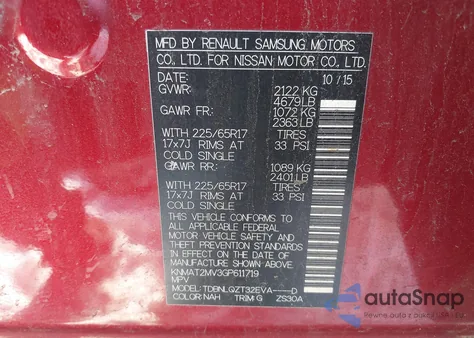 MFD BY RENAULT SAMSUNG MOTORS
CO., LTD. FOR NISSAN MOTOR CO., LTD.
DATE: 10/15
GVWR: 2122 KG
4679LB
GAWR FR: 1072 KG
2363LB
WITH 225/65R17 TIRES
17x7J RIMS AT 33 PSI
COLD SINGLE
GAWR RR: 1089 KG
2401LB
WITH 225/65R17 TIRES
17x7J RIMS AT 33 PSI
COLD SINGLE
THIS VEHICLE CONFORMS TO
ALL APPLICABLE FEDERAL
MOTOR VEHICLE SAFETY AND
THEFT PREVENTION STANDARDS
IN EFFECT ON THE DATE OF
MANUFACTURE SHOWN ABOVE.
KNMAT2MV3GP611719
MPV
MODEL: TDBNLQZT32EVA----D
COLOR: NAH TRIM: G ZS30A
autoSnap